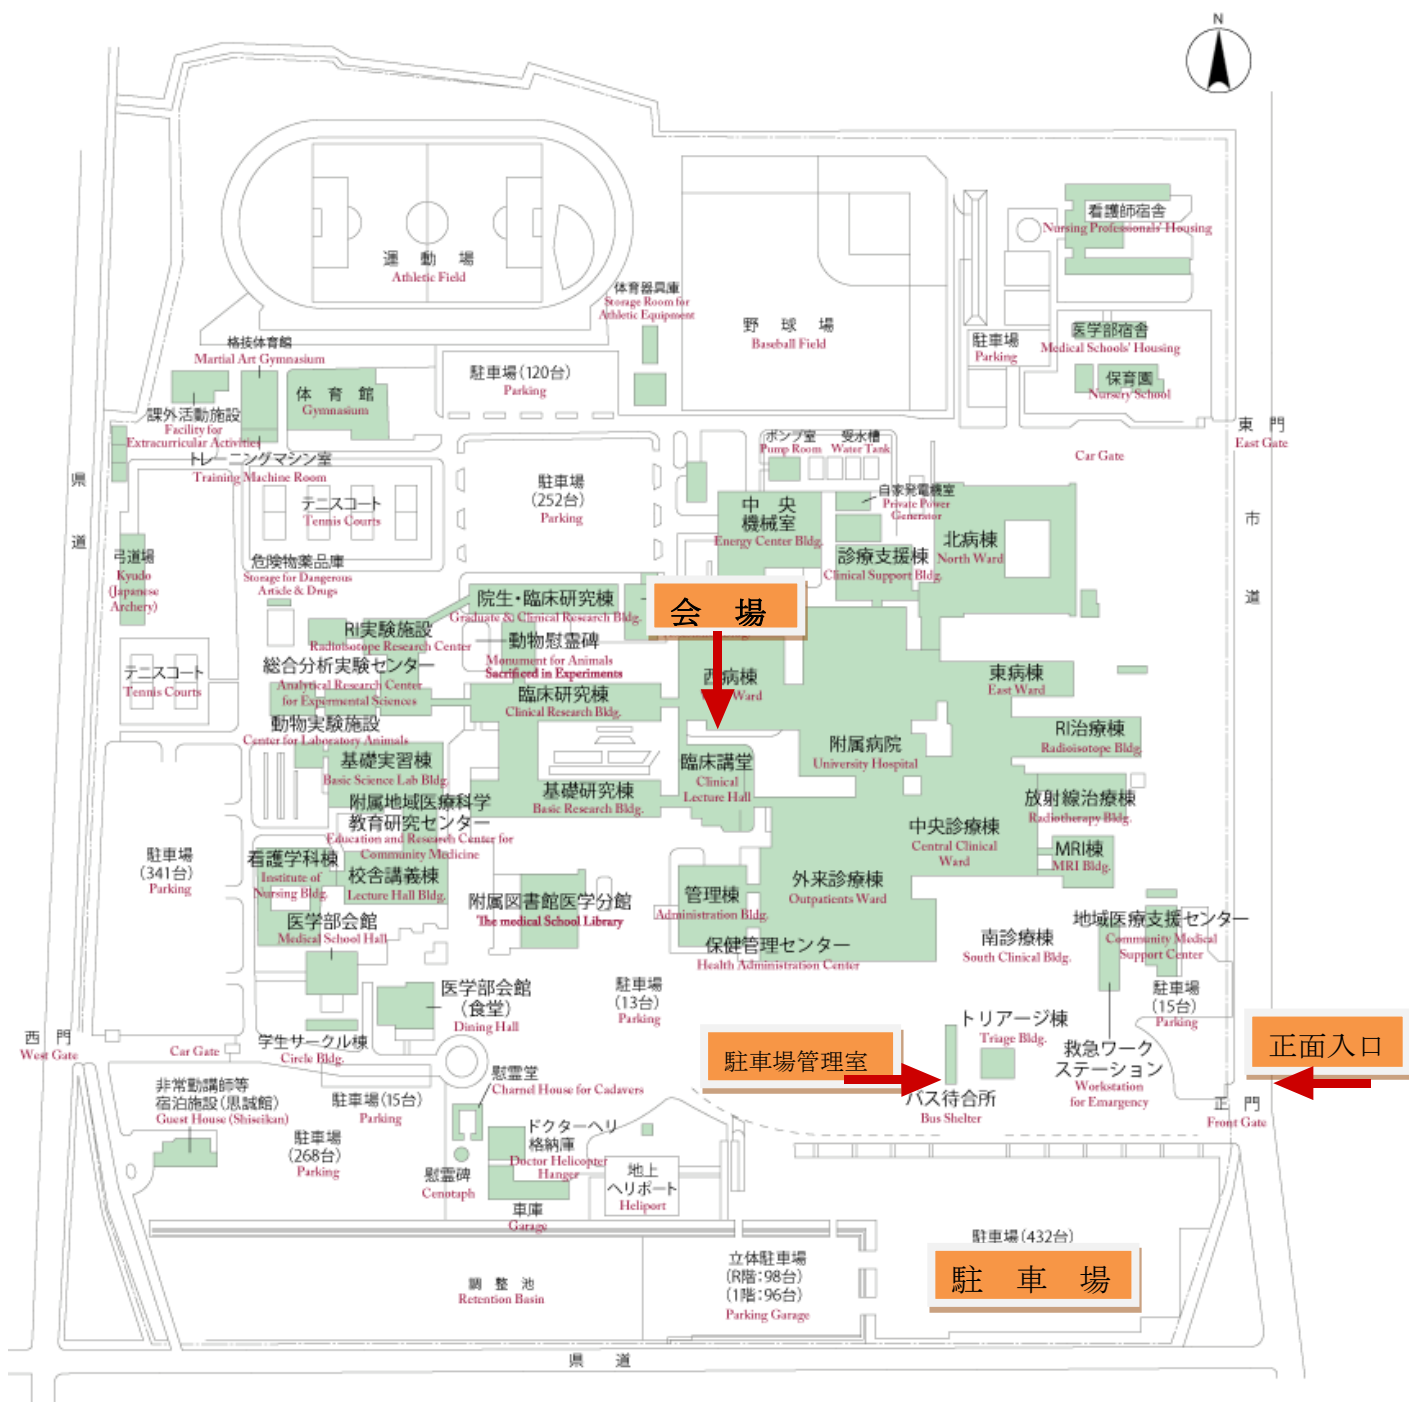 N
看護師宿舎
Nursing Professionals' Housing
運 動 場
Athletic Field
体育器具庫
Storage Room for
Athletic Equipment
野 球 場
Baseball Field
医学部宿舎
Medical Schools' Housing
駐車場
Parking
格技体育館
Martial Art Gymnasium
駐車場(120台)
Parking
保育園
Nursery School
体 育 館
Gymnasium
課外活動施設
Facility for
Extracurricular Activities
東 門
East Gate
Car Gate
ポンプ室
Pump Room
受水槽
Water Tank
トレーニングマシン室
Training Machine Room
県 道
駐車場
(252台)
Parking
テニスコート
Tennis Courts
中 央
機械室
Energy Center Bldg.
自家発電機室
Private Power
Generator
北病棟
North Ward
市 道
診療支援棟
Clinical Support Bldg.
弓道場
Kyudo
(Japanese
Archery)
危険物薬品庫
Storage for Dangerous
Article & Drugs
院生・臨床研究棟
Graduate & Clinical Research Bldg.
会 場
RI実験施設
Radioisotope Research Center
動物慰霊碑
Monument for Animals
Sacrificed in Experiments
総合分析実験センター
Analytical Research Center
for Expermental Sciences
テニスコート
Tennis Courts
西病棟
Ward
東病棟
East Ward
臨床研究棟
Clinical Research Bldg.
動物実験施設
Center for Laboratory Animals
RI治療棟
Radioisotope Bldg.
附属病院
University Hospital
基礎実習棟
Basic Science Lab Bldg.
臨床講堂
Clinical
Lecture Hall
基礎研究棟
Basic Research Bldg.
放射線治療棟
Radiotherapy Bldg.
附属地域医療科学
教育研究センター
Education and Research Center for
Community Medicine
中央診療棟
Central Clinical
Ward
MRI棟
MRI Bldg.
駐車場
(341台)
Parking
看護学科棟
Institute of
Nursing Bldg.
校舎講義棟
Lecture Hall Bldg.
外来診療棟
Outpatients Ward
管理棟
Administration Bldg.
附属図書館医学分館
The medical School Library
医学部会館
Medical School Hall
地域医療支援センター
Community Medical
Support Center
南診療棟
South Clinical Bldg.
保健管理センター
Health Administration Center
医学部会館
(食堂)
Dining Hall
駐車場
(13台)
Parking
駐車場
(15台)
Parking
トリアージ棟
Triage Bldg.
西 門
West Gate
Car Gate
学生サークル棟
Circle Bldg.
駐車場管理室
救急ワーク
ステーション
Workstation
for Emargency
正面入口
非常勤講師等
宿泊施設(思誠館)
Guest House (Shiseikan)
慰霊堂
Charnel House for Cadavers
駐車場(15台)
Parking
バス待合所
Bus Shelter
正 門
Front Gate
駐車場
(268台)
Parking
ドクターヘリ
格納庫
Doctor Helicopter
Hanger
慰霊碑
Cenotaph
地上
ヘリポート
Heliport
車庫
Garage
駐車場(432台)
駐 車 場
立体駐車場
(R階:98台)
(1階:96台)
Parking Garage
調 整 池
Retention Basin
県 道